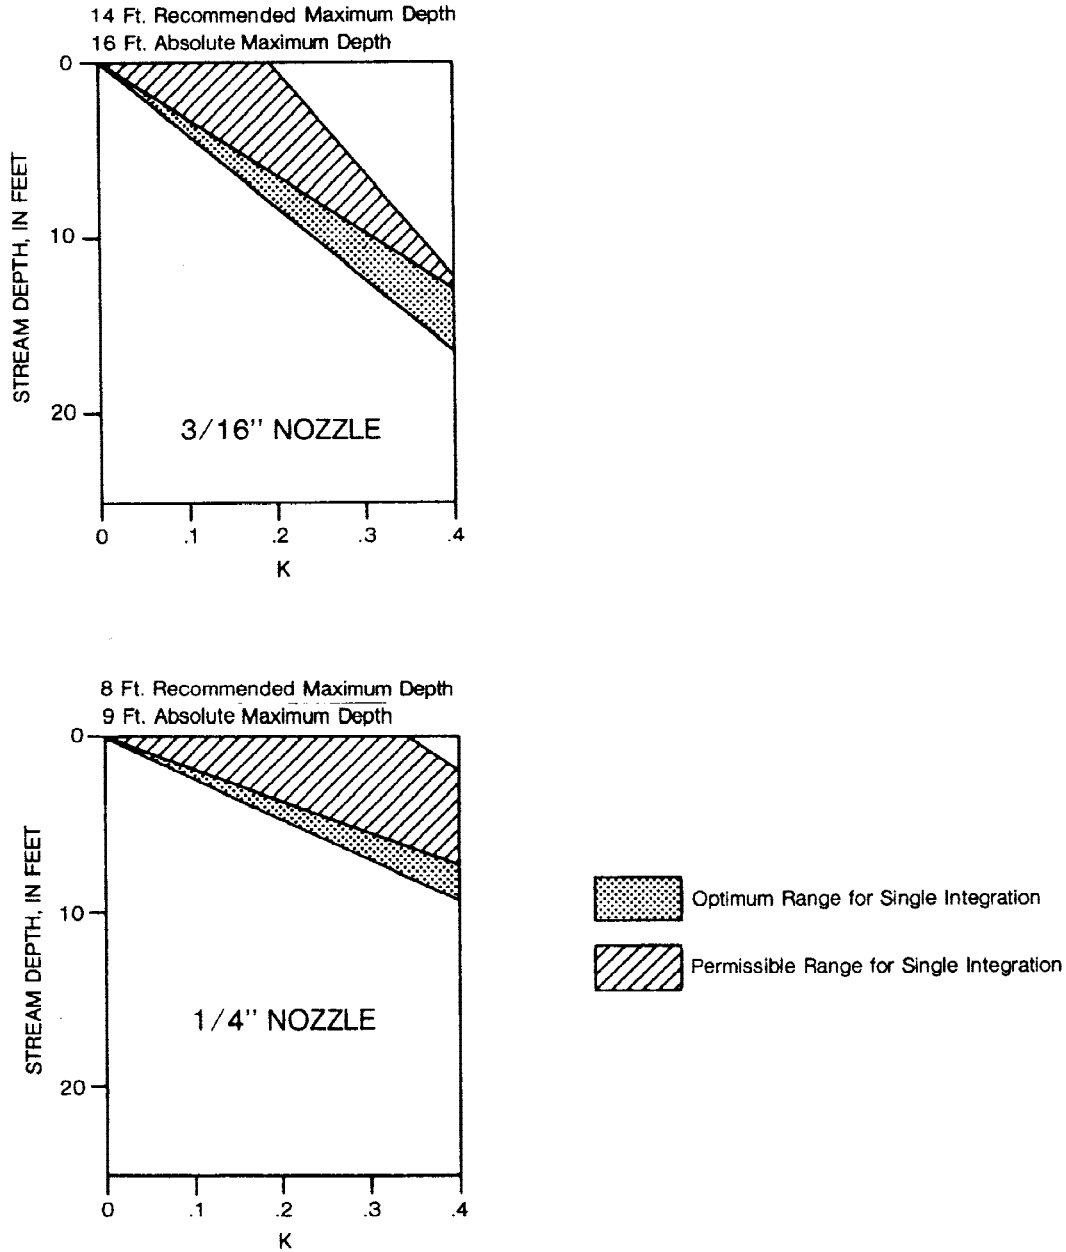 14 Ft. Recommended Maximum Depth
16 Ft. Absolute Maximum Depth
0
10
20
STREAM DEPTH, IN FEET
3/16" NOZZLE
0 .1 .2 .3 .4
K
8 Ft. Recommended Maximum Depth
9 Ft. Absolute Maximum Depth
0
10
20
STREAM DEPTH, IN FEET
1/4" NOZZLE
0 .1 .2 .3 .4
K
Optimum Range for Single Integration
Permissible Range for Single Integration